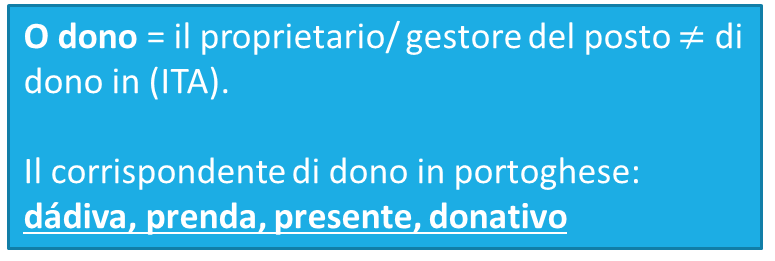 O dono = il proprietario/ gestore del posto ≠ di
dono in (ITA).
Il corrispondente di dono in portoghese:
dádiva, prenda, presente, donativo